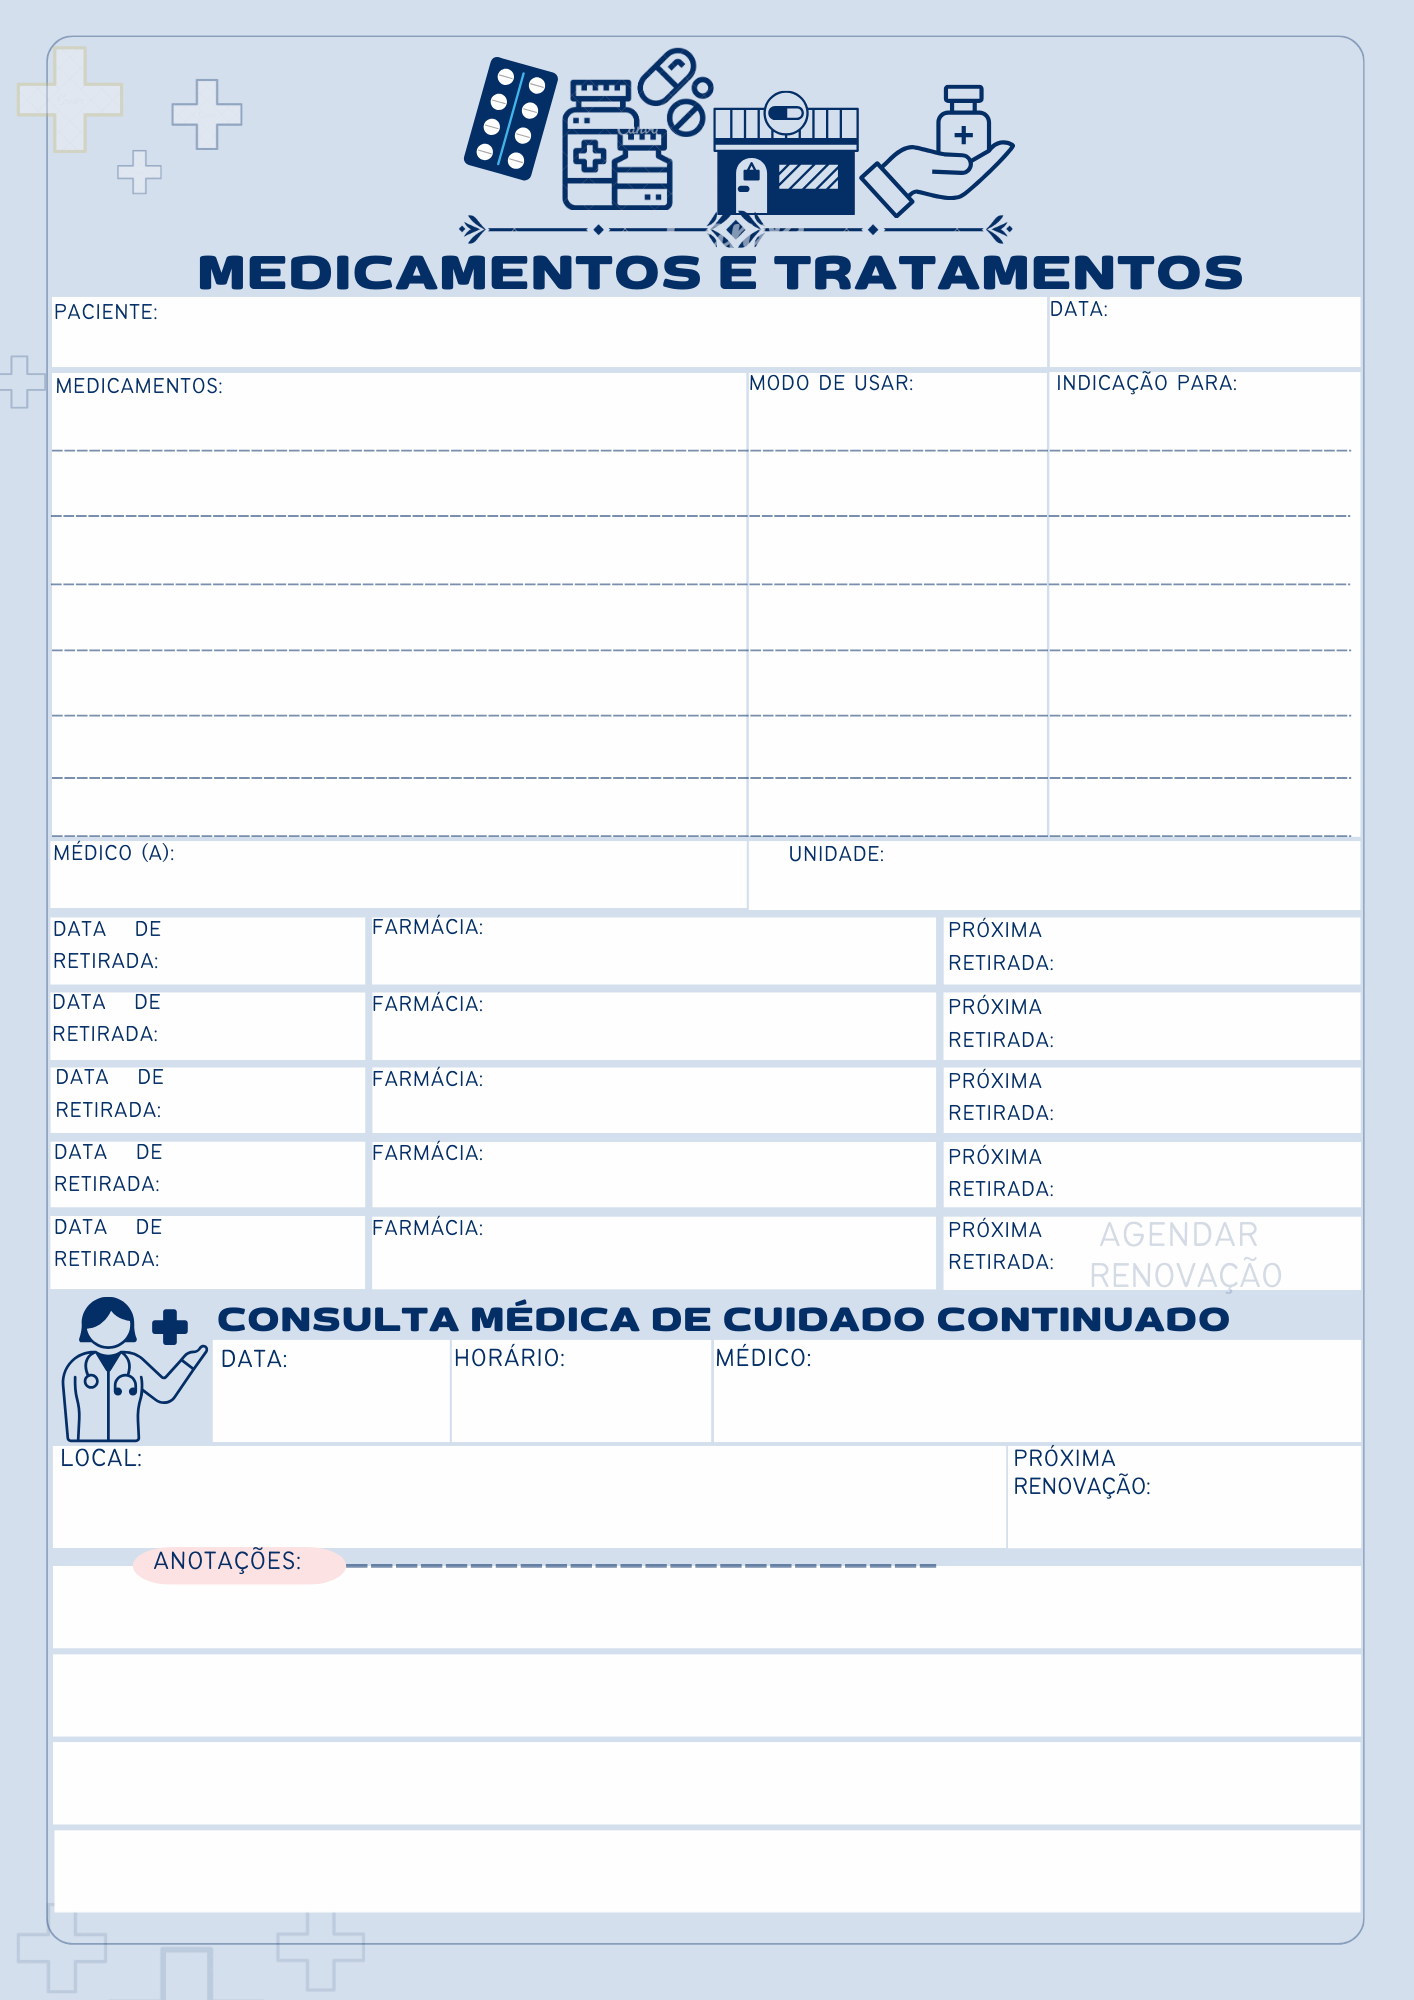 Canva
MEDICAMENTOS E TRATAMENTOS
PACIENTE:
DATA:
MEDICAMENTOS:
MODO DE USAR:
INDICAÇÃO PARA:
MÉDICO (A):
UNIDADE:
DATA DE
RETIRADA:
FARMÁCIA:
PRÓXIMA
RETIRADA:
DATA DE
RETIRADA:
FARMÁCIA:
PRÓXIMA
RETIRADA:
DATA DE
RETIRADA:
FARMÁCIA:
PRÓXIMA
RETIRADA:
DATA DE
RETIRADA:
FARMÁCIA:
PRÓXIMA
RETIRADA:
DATA DE
RETIRADA:
FARMÁCIA:
PRÓXIMA
RETIRADA:
AGENDAR
RENOVAÇÃO
CONSULTA MÉDICA DE CUIDADO CONTINUADO
DATA:
HORÁRIO:
MÉDICO:
LOCAL:
PRÓXIMA
RENOVAÇÃO:
ANOTAÇÕES: